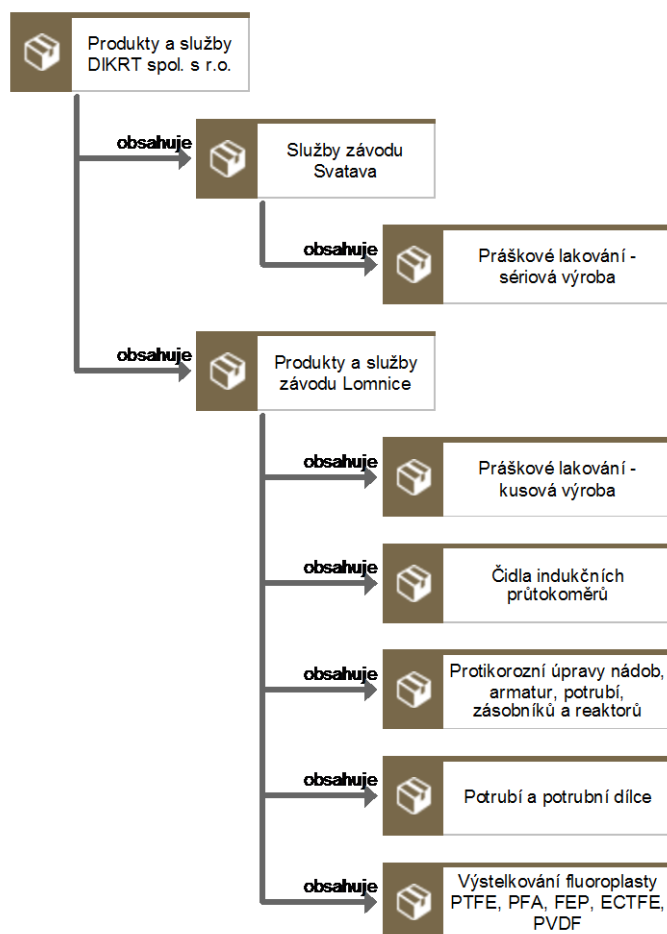 Produkty a služby
DIKRT spol. s r.o.
obsahuje
Služby závodu
Svatava
obsahuje
Práškové lakování -
sériová výroba
obsahuje
Produkty a služby
závodu Lomnice
obsahuje
Práškové lakování -
kusová výroba
obsahuje
Čidla indukčních
průtokoměrů
obsahuje
Protikorozní úpravy nádob,
armatur, potrubí,
zásobníků a reaktorů
obsahuje
Potrubí a potrubní dílce
obsahuje
Výstelkování fluoroplasty
PTFE, PFA, FEP, ECTFE,
PVDF